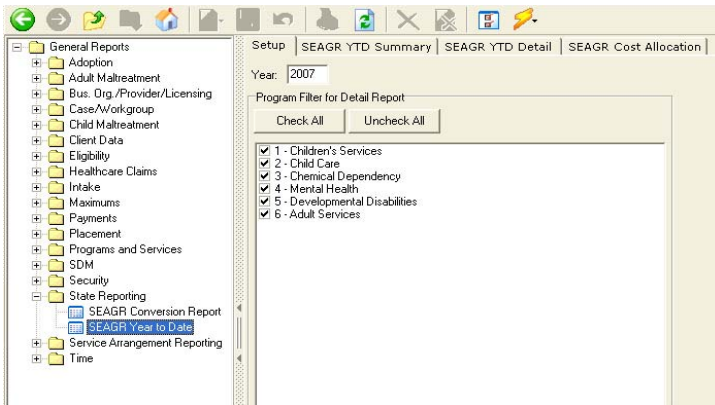 General Reports
Adoption
Adult Maltreatment
Bus. Org./Provider/Licensing
Case/Workgroup
Child Maltreatment
Client Data
Eligibility
Healthcare Claims
Intake
Maximums
Payments
Placement
Programs and Services
SDM
Security
State Reporting
SEAGR Conversion Report
SEAGR Year to Date
Service Arrangement Reporting
Time
Setup SEAGR YTD Summary SEAGR YTD Detail SEAGR Cost Allocation
Year: 2007
Program Filter for Detail Report
Check All Uncheck All
1 - Children's Services
2 - Child Care
3 - Chemical Dependency
4 - Mental Health
5 - Developmental Disabilities
6 - Adult Services